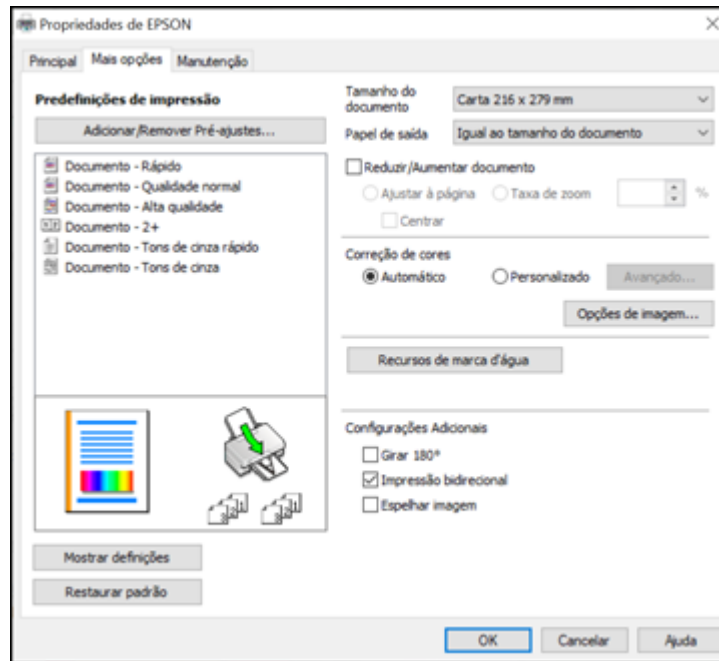 Propriedades de EPSON
Principal
Mais opções
Manutenção
Predefinições de impressão
Adicionar/Remover Pré-ajustes...
Documento - Rápido
Documento - Qualidade normal
Documento - Alta qualidade
Documento - 2+
Documento - Tons de cinza rápido
Documento - Tons de cinza
Mostrar definições
Restaurar padrão
Tamanho do
documento
Carta 216 x 279 mm
Papel de saída
Igual ao tamanho do documento
Reduzir/Aumentar documento
Ajustar à página
Taxa de zoom
%
Centrar
Correção de cores
Automático
Personalizado
Avançado...
Opções de imagem...
Recursos de marca d'água
Configurações Adicionais
Girar 180°
Impressão bidirecional
Espelhar imagem
OK
Cancelar
Ajuda